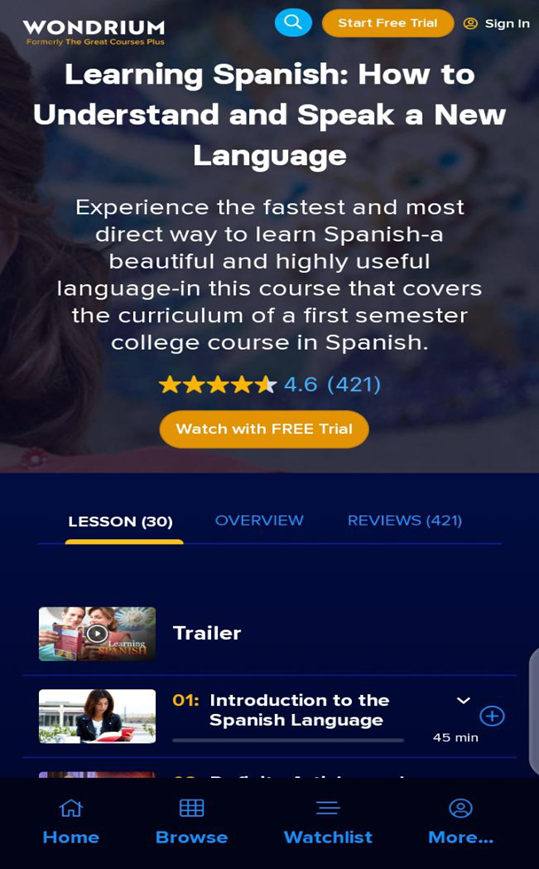 WONDRIUM
Formerly The Great Courses Plus
Start Free Trial
Sign In
Learning Spanish: How to
Understand and Speak a New
Language
Experience the fastest and most
direct way to learn Spanish-a
beautiful and highly useful
language-in this course that covers
the curriculum of a first semester
college course in Spanish.
4.6 (421)
Watch with FREE Trial
LESSON (30)
OVERVIEW
REVIEWS (421)
Learning
SPANISH
Trailer
01: Introduction to the
Spanish Language
45 min
Home
Browse
Watchlist
More...